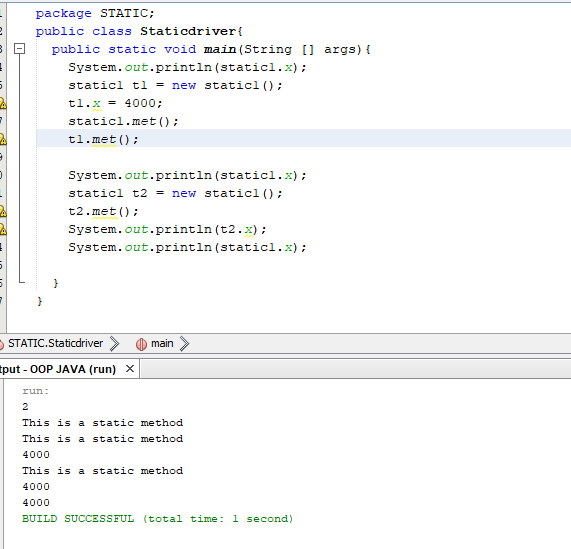 package STATIC;
public class Staticdriver{
public static void main(String [] args){
System.out.println(static1.x);
static1 t1 = new static1();
t1.x = 4000;
static1.met();
t1.met();
System.out.println(static1.x);
static1 t2 = new static1();
t2.met();
System.out.println(t2.x);
System.out.println(static1.x);
}
}
STATIC.Staticdriver main
tput - OOP JAVA (run) ×
run:
2
This is a static method
This is a static method
4000
This is a static method
4000
4000
BUILD SUCCESSFUL (total time: 1 second)